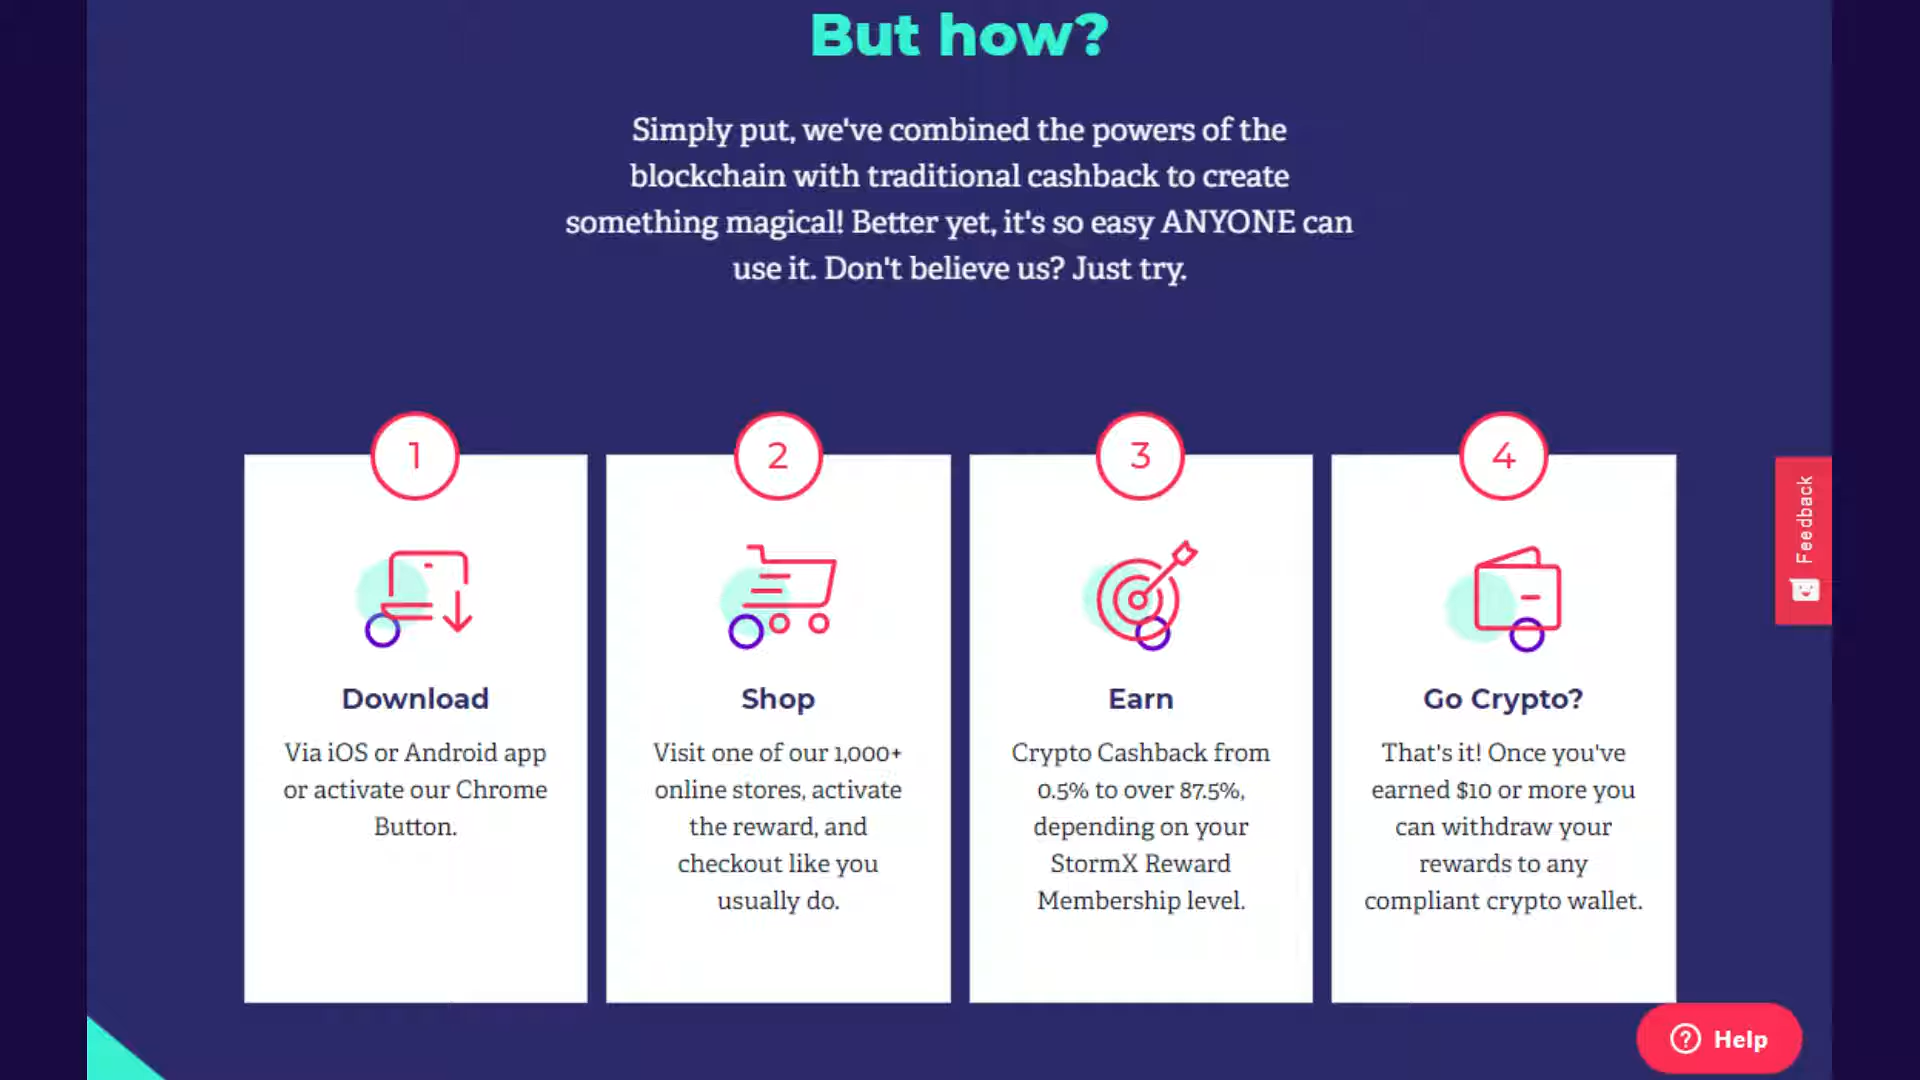 But how?
Simply put, we've combined the powers of the
blockchain with traditional cashback to create
something magical! Better yet, it's so easy ANYONE can
use it. Don't believe us? Just try.
1
Download
Via iOS or Android app
or activate our Chrome
Button.
2
Shop
Visit one of our 1,000+
online stores, activate
the reward, and
checkout like you
usually do.
3
Earn
Crypto Cashback from
0.5% to over 87.5%,
depending on your
StormX Reward
Membership level.
4
Go Crypto?
That's it! Once you've
earned $10 or more you
can withdraw your
rewards to any
compliant crypto wallet.
Feedback
? Help